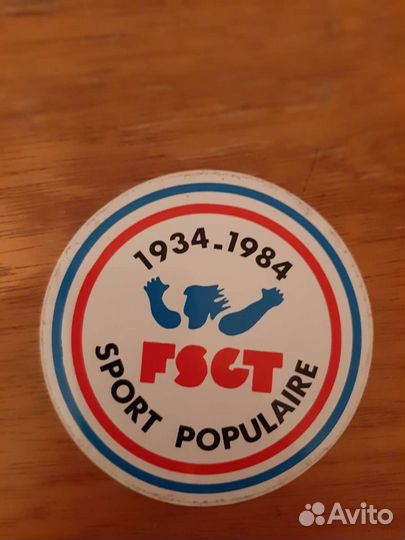 1934-1984
FSGT
SPORT POPULAIRE
Avito